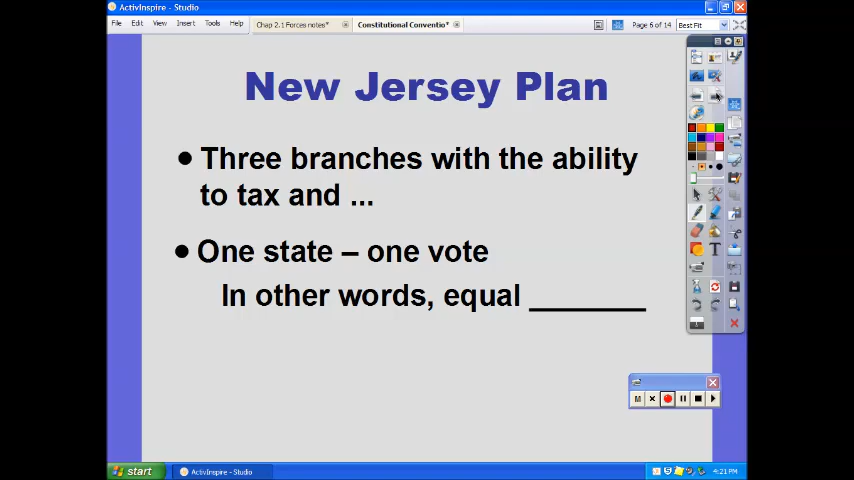 ActivInspire - Studio
File Edit View Insert Tools Help
Chap 2.1 Forces notes*
Constitutional Conventio*
Page 6 of 14
Best Fit
New Jersey Plan
• Three branches with the ability
to tax and ...
• One state – one vote
In other words, equal _______
M
T
start
ActivInspire - Studio
4:21 PM